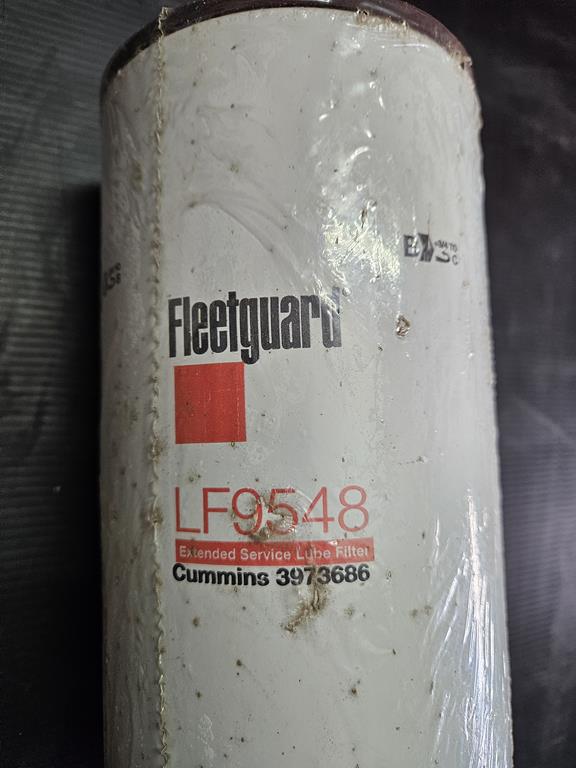 Fleetguard
LF9548
Extended Service Lube Filter
Cummins 3973686